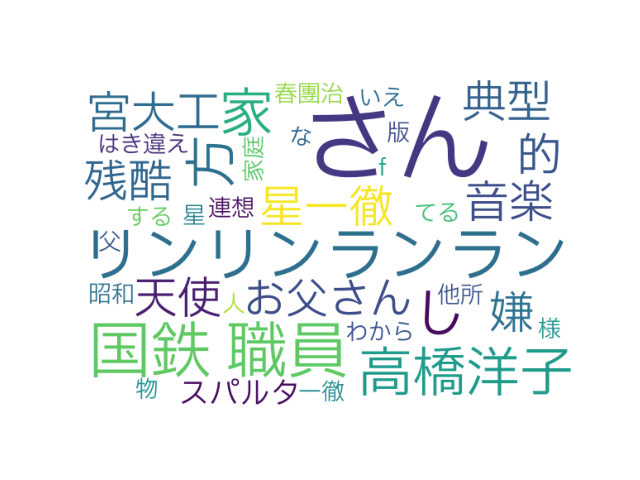 春團治
いえ
典型
宮大工
家
さん
な
版
的
はき違え
方
家庭
f
残酷
星一徹
音楽
する
星
連想
てる
リンリンランラン
父
昭和
天使
人
お父さん
し
他所
嫌
国鉄 職員
わから
様
高橋洋子
物
スパルタ
一徹